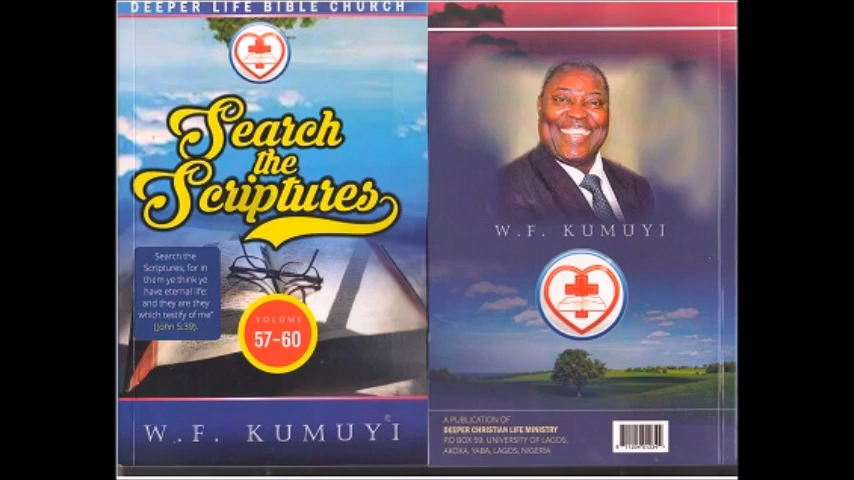 DEEPER LIFE BIBLE CHURCH
Search
the
Scriptures
Search the
Scriptures; for in
them ye think ye
have eternal life:
and they are they
which testify of me"
(John 5:39).
VOLUME
57-60
W. F. KUMUYI
W.F. KUMUYI
A PUBLICATION OF
DEEPER CHRISTIAN LIFE MINISTRY
P.O BOX 59, UNIVERSITY OF LAGOS,
AKOKA, YABA, LAGOS, NIGERIA